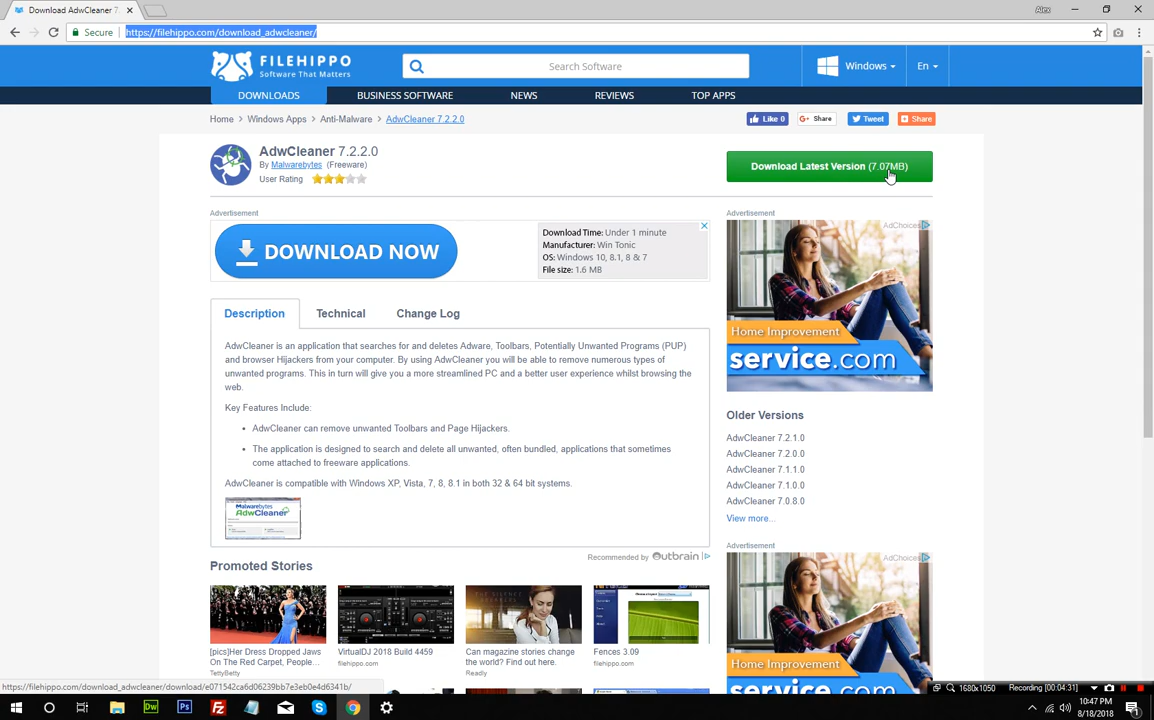 Download AdwCleaner 7.
Alex
Secure
https://filehippo.com/download_adwcleaner/
FILEHIPPO
Software That Matters
Search Software
Windows
En
DOWNLOADS
BUSINESS SOFTWARE
NEWS
REVIEWS
TOP APPS
Home
Windows Apps
Anti-Malware
AdwCleaner 7.2.2.0
Like 0
Share
Tweet
Share
AdwCleaner 7.2.2.0
By Malwarebytes (Freeware)
User Rating
Download Latest Version (7.07MB)
Advertisement
DOWNLOAD NOW
Download Time: Under 1 minute
Manufacturer: Win Tonic
OS: Windows 10, 8.1, 8 & 7
File size: 1.6 MB
Advertisement
AdChoices
Home Improvement
service.com
Description
Technical
Change Log
AdwCleaner is an application that searches for and deletes Adware, Toolbars, Potentially Unwanted Programs (PUP)
and browser Hijackers from your computer. By using AdwCleaner you will be able to remove numerous types of
unwanted programs. This in turn will give you a more streamlined PC and a better user experience whilst browsing the
web.
Key Features Include:
• AdwCleaner can remove unwanted Toolbars and Page Hijackers.
• The application is designed to search and delete all unwanted, often bundled, applications that sometimes
come attached to freeware applications.
AdwCleaner is compatible with Windows XP, Vista, 7, 8, 8.1 in both 32 & 64 bit systems.
Malwarebytes
AdwCleaner
Older Versions
AdwCleaner 7.2.1.0
AdwCleaner 7.2.0.0
AdwCleaner 7.1.1.0
AdwCleaner 7.1.0.0
AdwCleaner 7.0.8.0
View more...
Recommended by Outbrain
Advertisement
AdChoices
Home Improvement
service.com
Promoted Stories
[pics]Her Dress Dropped Jaws
On The Red Carpet, People...
TettyBetty
VirtualDJ 2018 Build 4459
filehippo.com
Can magazine stories change
the world? Find out here.
Readly
Fences 3.09
filehippo.com
https://filehippo.com/download_adwcleaner/download/e071542ca6d06239bb7e3eb0e4d6341b/
1680x1050
Recording [00:04:31]
Dw
Ps
10:47 PM
8/18/2018